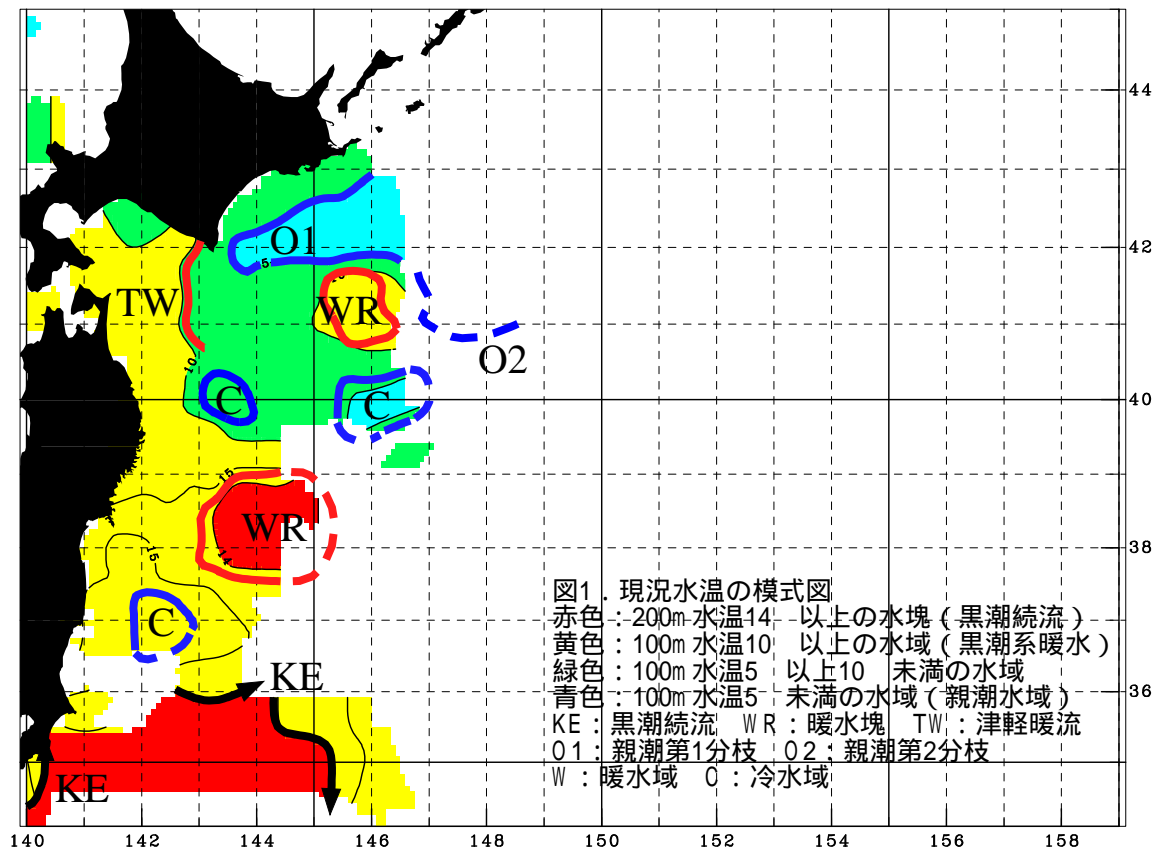 44
42
O1
5
TW
WR
O2
10
C
C
40
15
WR
14
15
38
C
KE
36
KE
図1．現況水温の模式図
赤色：200m水温14　以上の水塊（黒潮続流）
黄色：100m水温10　以上の水域（黒潮系暖水）
緑色：100m水温5　以上10　未満の水域
青色：100m水温5　未満の水域（親潮水域）
KE：黒潮続流　WR：暖水塊　TW：津軽暖流
O1：親潮第1分枝　O2：親潮第2分枝
W：暖水域　C：冷水域
140 142 144 146 148 150 152 154 156 158